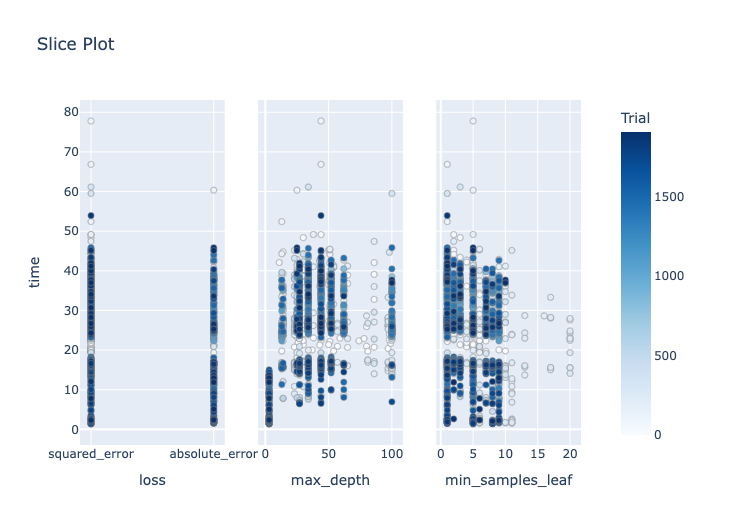 Slice Plot
Trial
80
70
60
50
40
30
20
10
0
time
squared_error
absolute_error
loss
0
50
100
max_depth
0
5
10
15
20
min_samples_leaf
1500
1000
500
0